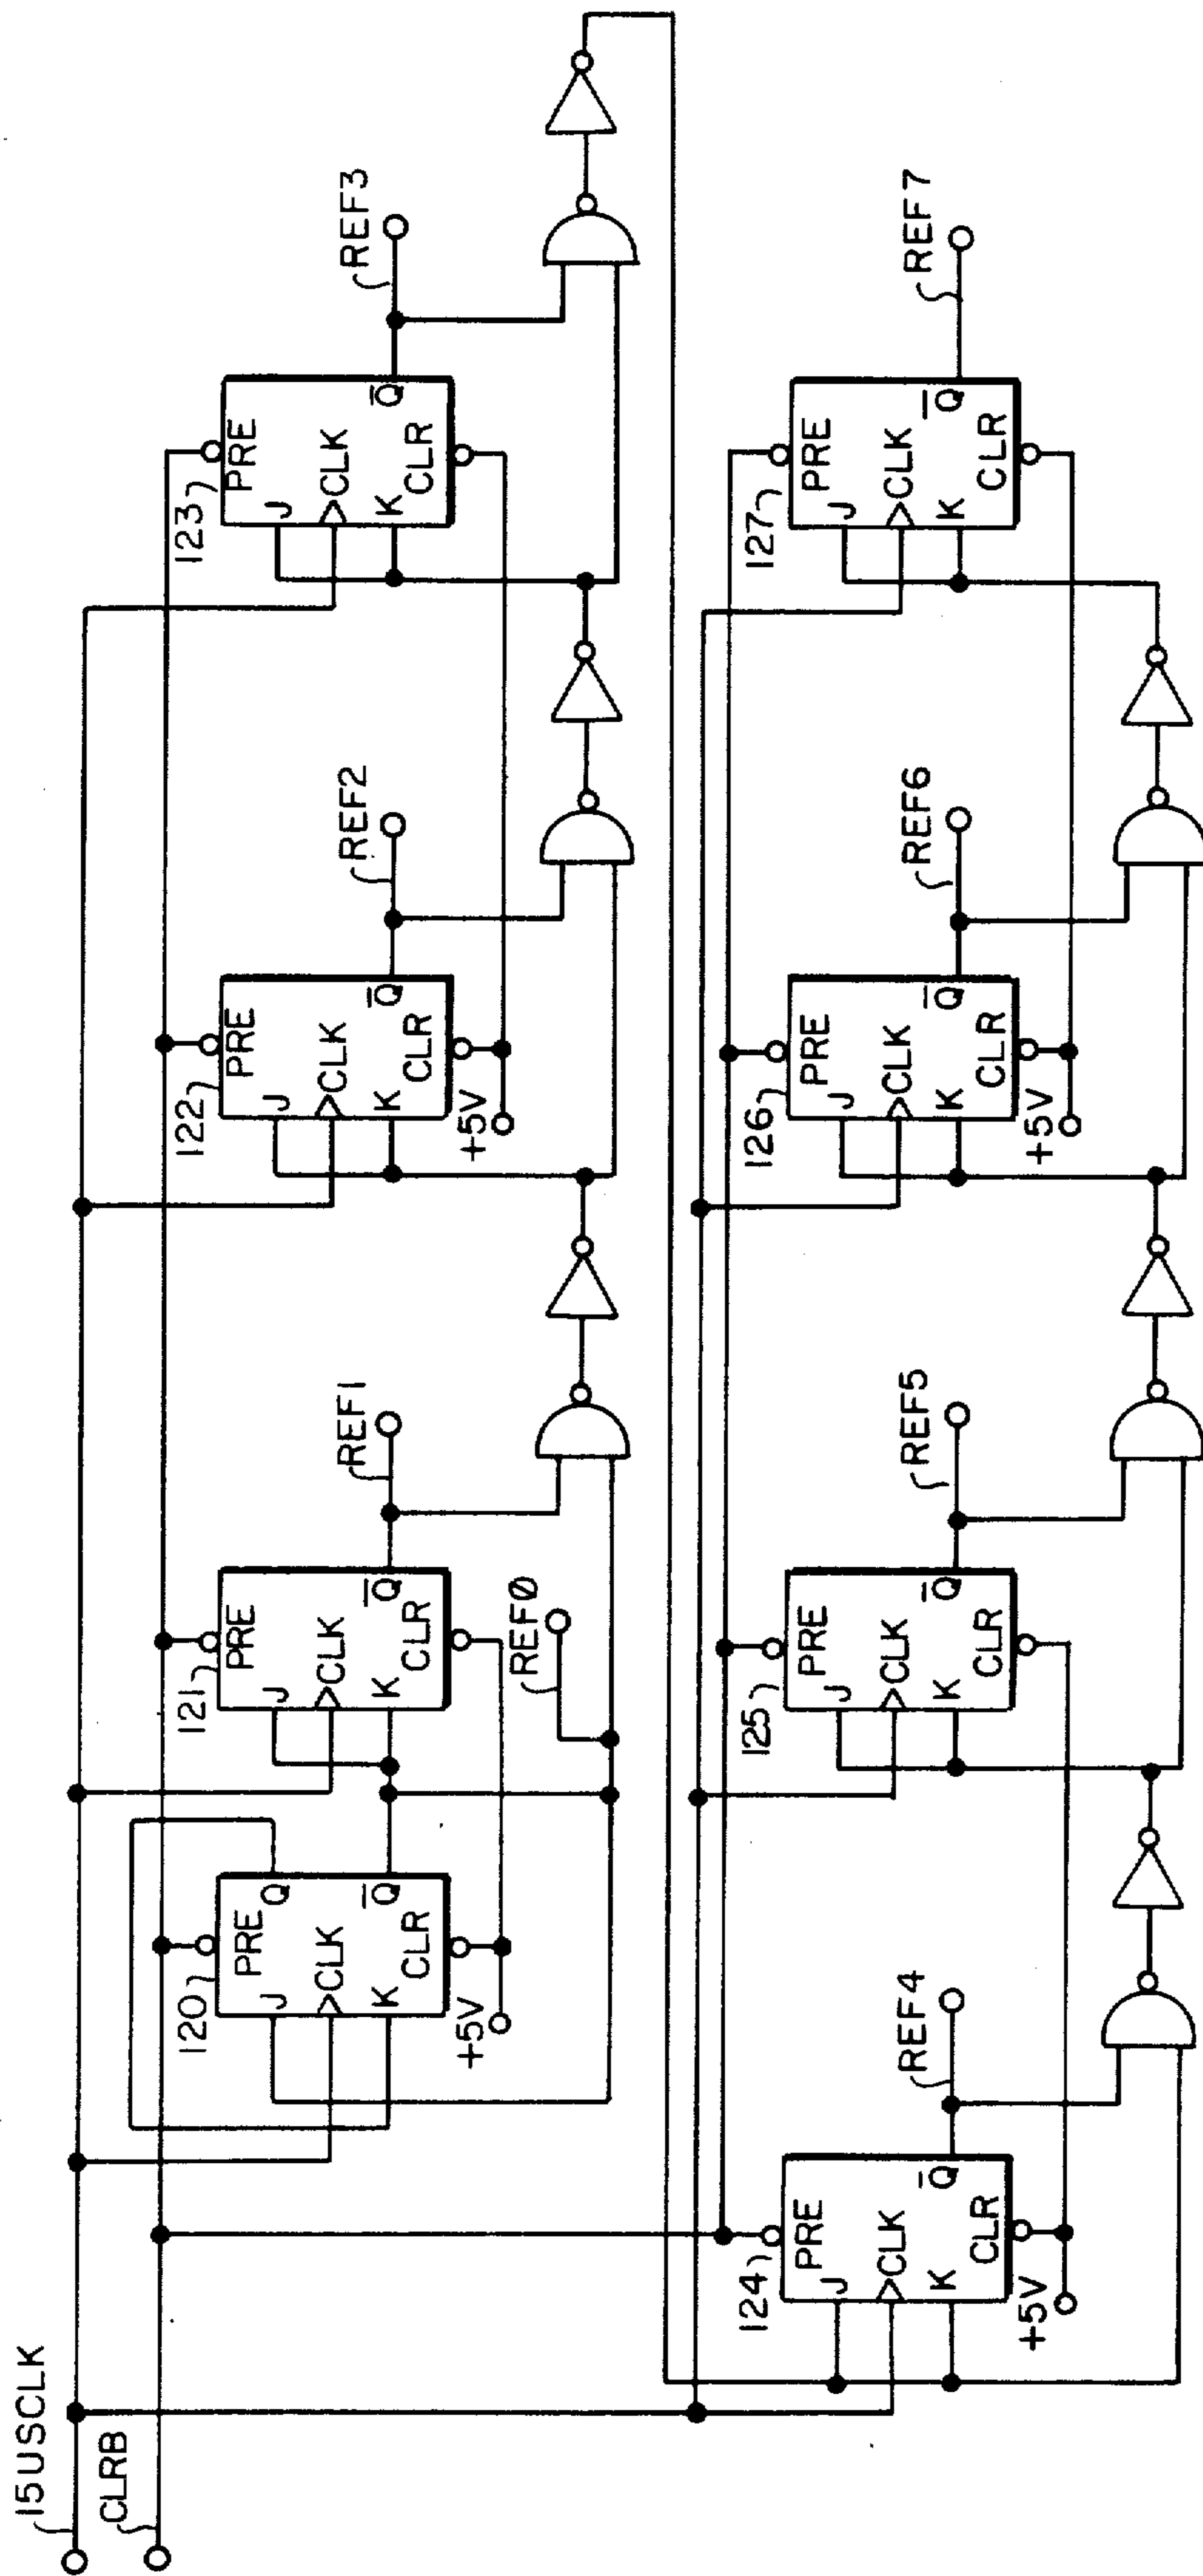 15USCLK
CLRB
120
PRE
J
Q
CLK
K
Q
CLR
+5V
121
PRE
J
CLK
K
Q
CLR
REF0
REF1
122
PRE
J
CLK
K
Q
CLR
+5V
REF2
123
PRE
J
CLK
K
Q
CLR
REF3
124
PRE
J
CLK
K
Q
CLR
+5V
REF4
125
PRE
J
CLK
K
Q
CLR
REF5
126
PRE
J
CLK
K
Q
CLR
+5V
REF6
127
PRE
J
CLK
K
Q
CLR
REF7